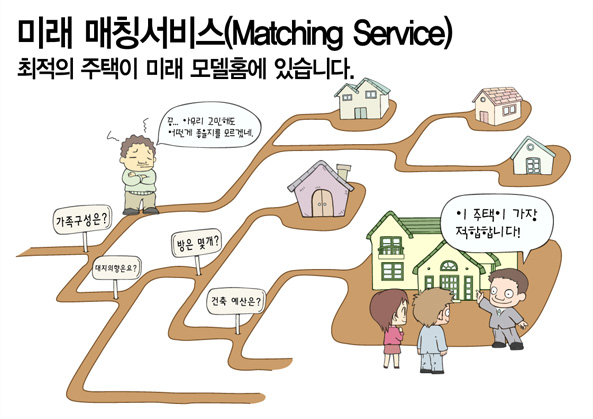 미래 매칭서비스(Matching Service)
최적의 주택이 미래 모델홈에 있습니다.
끙... 아무리 고민해도
어떤게 좋을지를 모르겠네.
가족구성은?
대지의향은요?
방은 몇개?
건축 예산은?
이 주택이 가장
적합합니다!